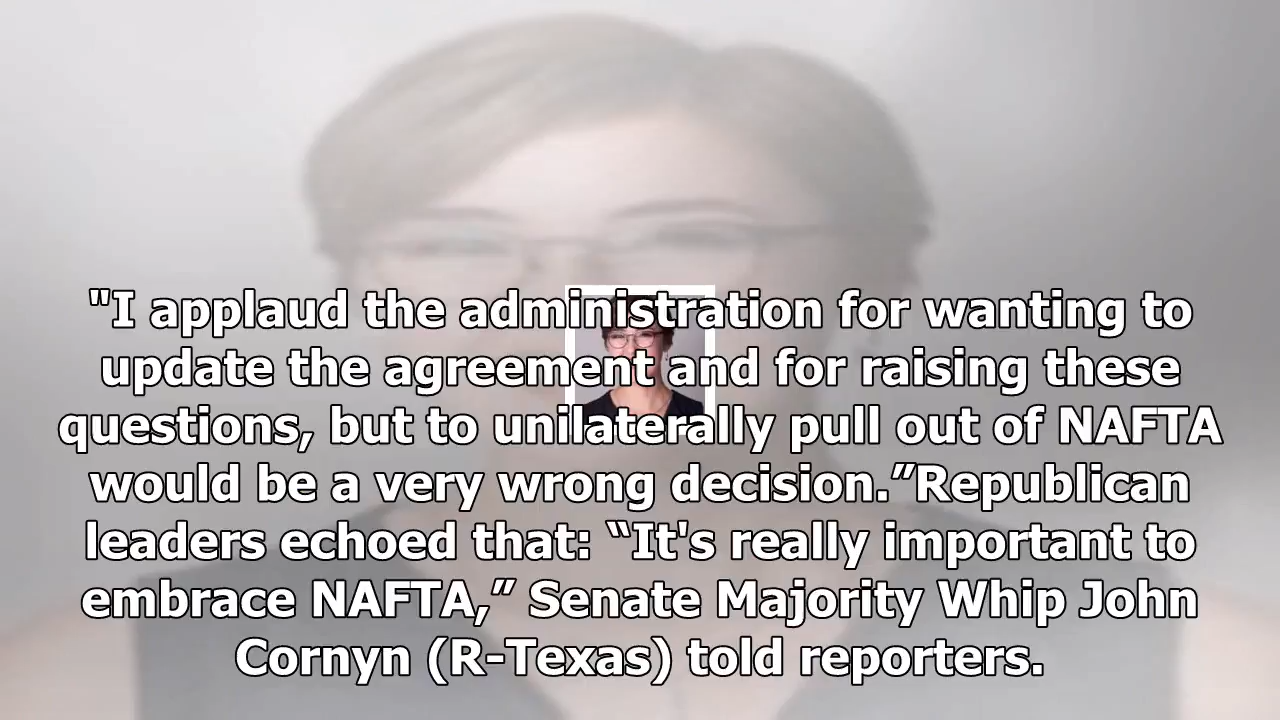 "I applaud the administration for wanting to
update the agreement and for raising these
questions, but to unilaterally pull out of NAFTA
would be a very wrong decision.”Republican
leaders echoed that: “It's really important to
embrace NAFTA,” Senate Majority Whip John
Cornyn (R-Texas) told reporters.